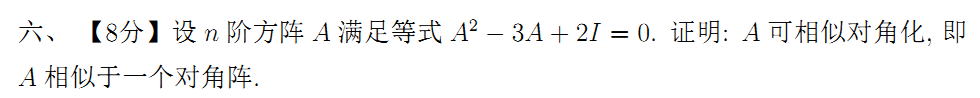 六、 【8分】设 n 阶方阵 A 满足等式 A² − 3A + 2I = 0. 证明: A 可相似对角化, 即
A 相似于一个对角阵.